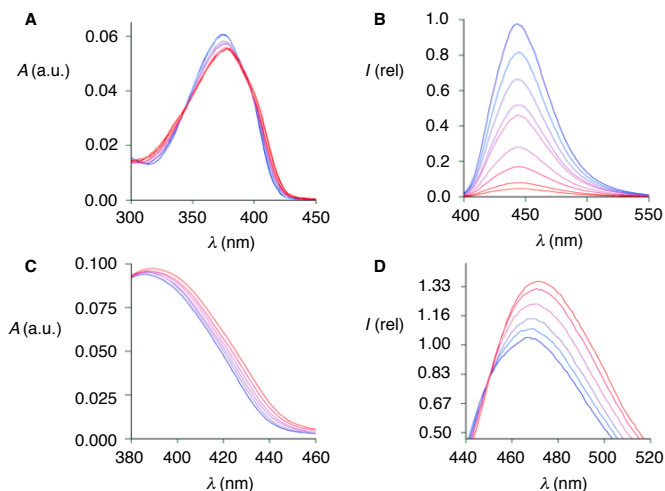 A
A (a.u.)
0.06
0.04
0.02
0.00
300 350 400 450
λ (nm)
B
I (rel)
1.0
0.8
0.6
0.4
0.2
0.0
400 450 500 550
λ (nm)
C
A (a.u.)
0.100
0.075
0.050
0.025
0.000
380 400 420 440 460
λ (nm)
D
I (rel)
1.33
1.16
1.00
0.83
0.67
0.50
440 460 480 500 520
λ (nm)